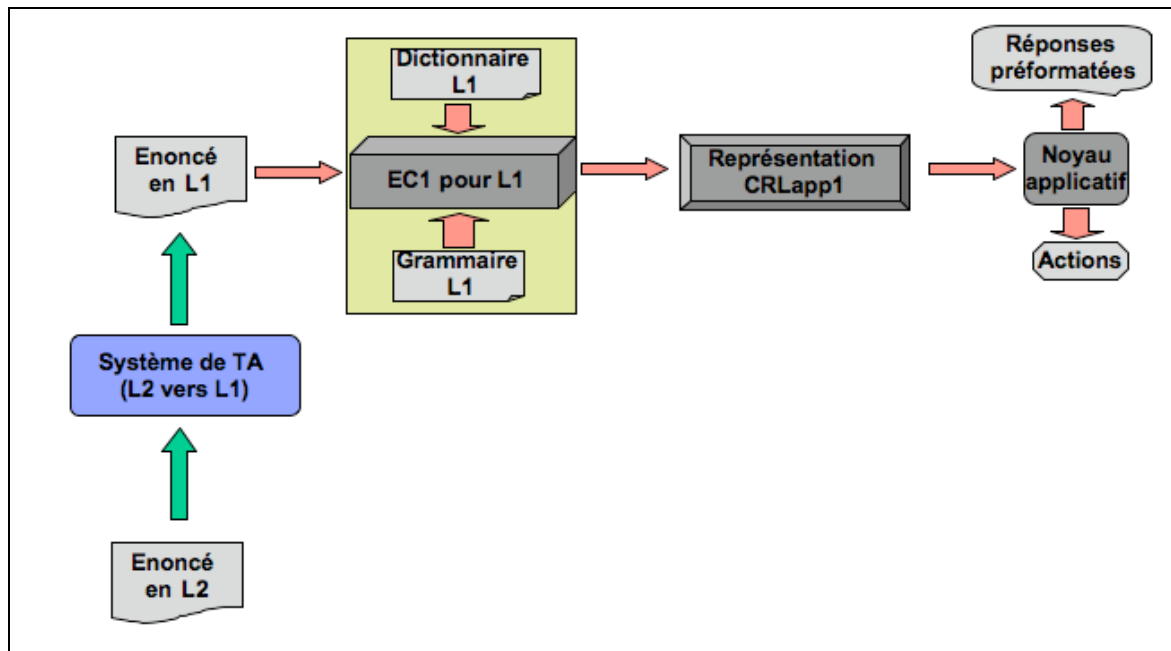 Dictionnaire
L1
Réponses
préformatées
Enoncé
en L1
EC1 pour L1
Représentation
CRLapp1
Noyau
applicatif
Grammaire
L1
Actions
Système de TA
(L2 vers L1)
Enoncé
en L2